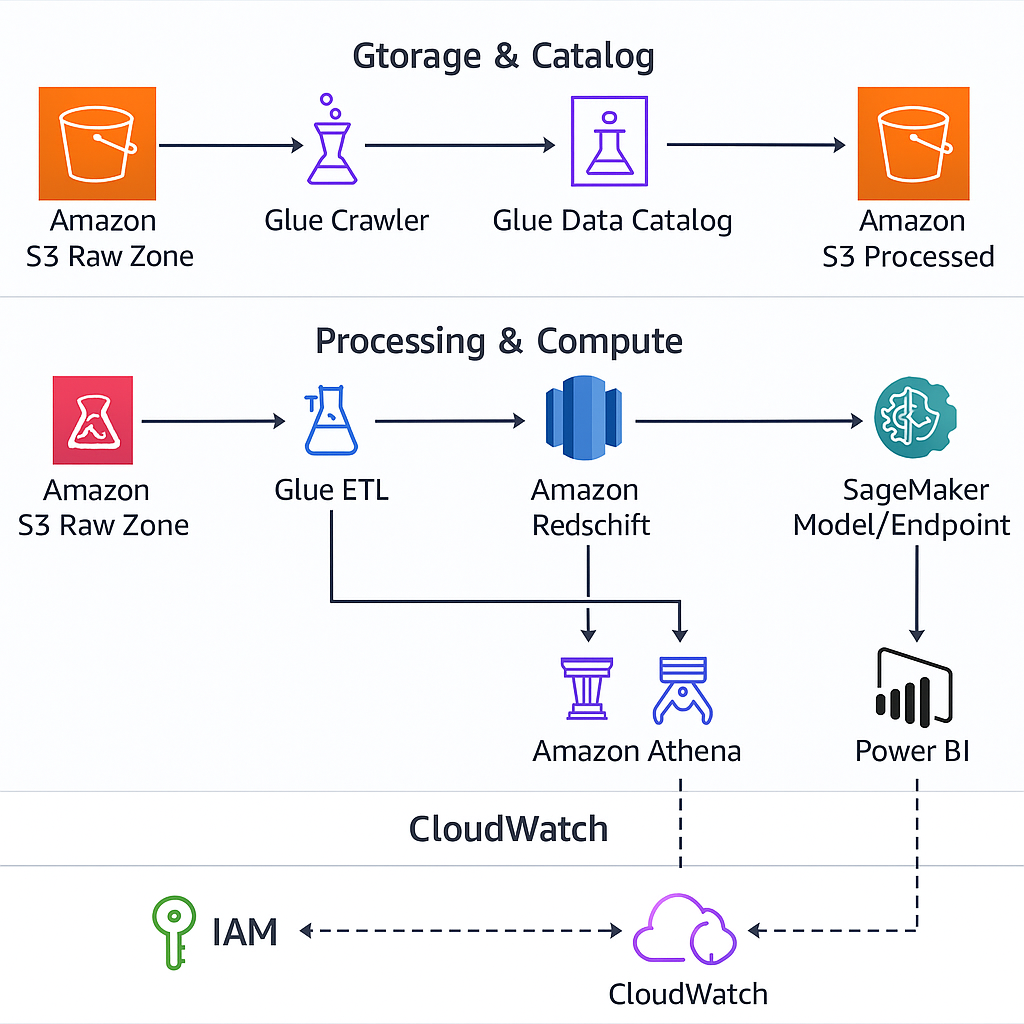 Gtorage & Catalog
Amazon
S3 Raw Zone
Glue Crawler
Glue Data Catalog
Amazon
S3 Processed
Processing & Compute
T
Amazon
S3 Raw Zone
Glue ETL
Amazon
Redschift
SageMaker
Model/Endpoint
Amazon Athena
Power BI
CloudWatch
IAM
CloudWatch